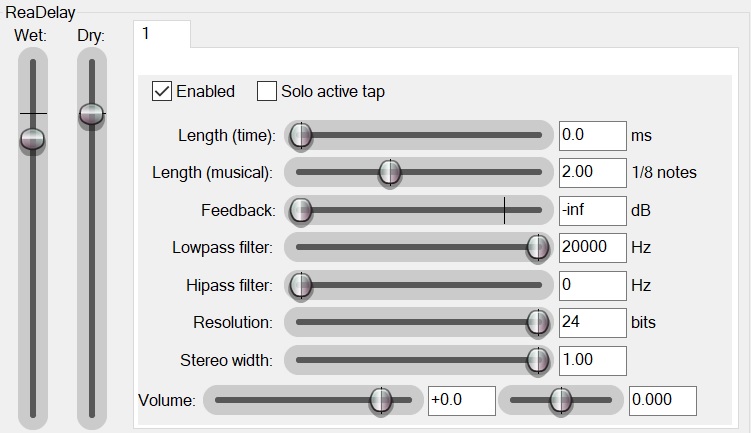 ReaDelay
Wet: Dry:
1
Enabled Solo active tap
Length (time): 0.0 ms
Length (musical): 2.00 1/8 notes
Feedback: -inf dB
Lowpass filter: 20000 Hz
Hipass filter: 0 Hz
Resolution: 24 bits
Stereo width: 1.00
Volume: +0.0 0.000